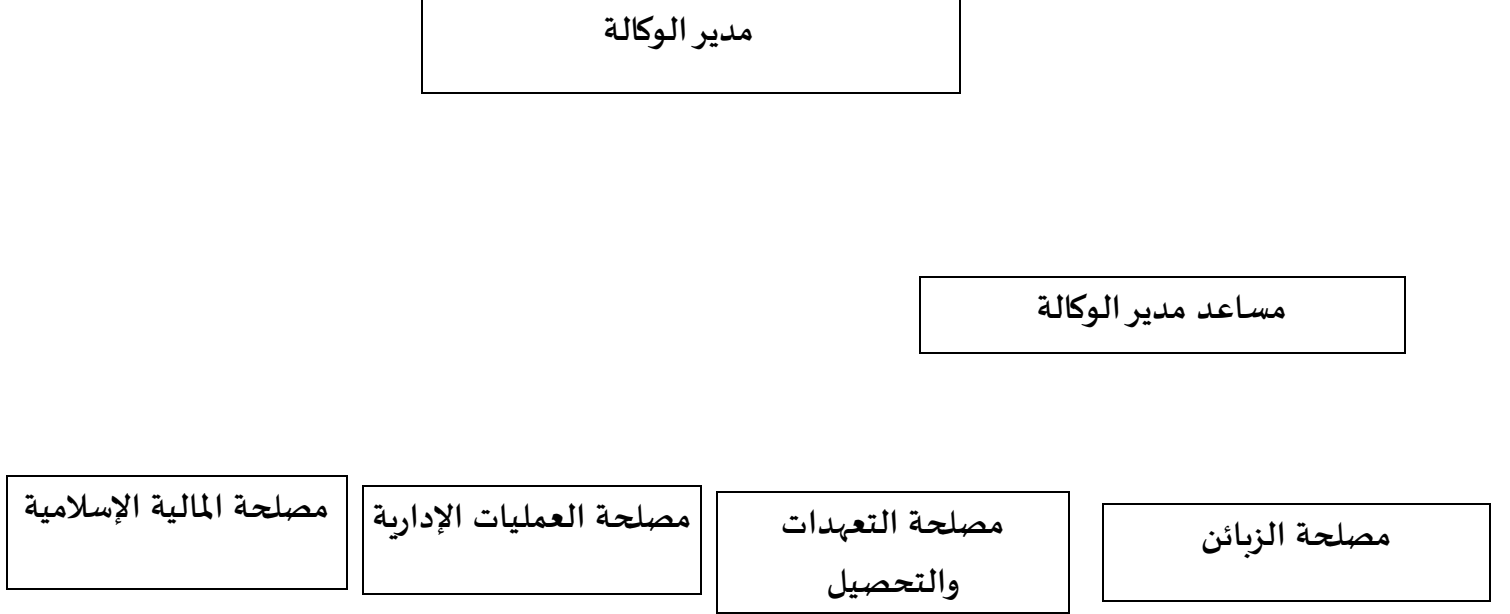 مدير الوكالة
مساعد مدير الوكالة
مصلحة الزبائن
مصلحة التعهدات
والتحصيل
مصلحة العمليات الإدارية
مصلحة المالية الإسلامية